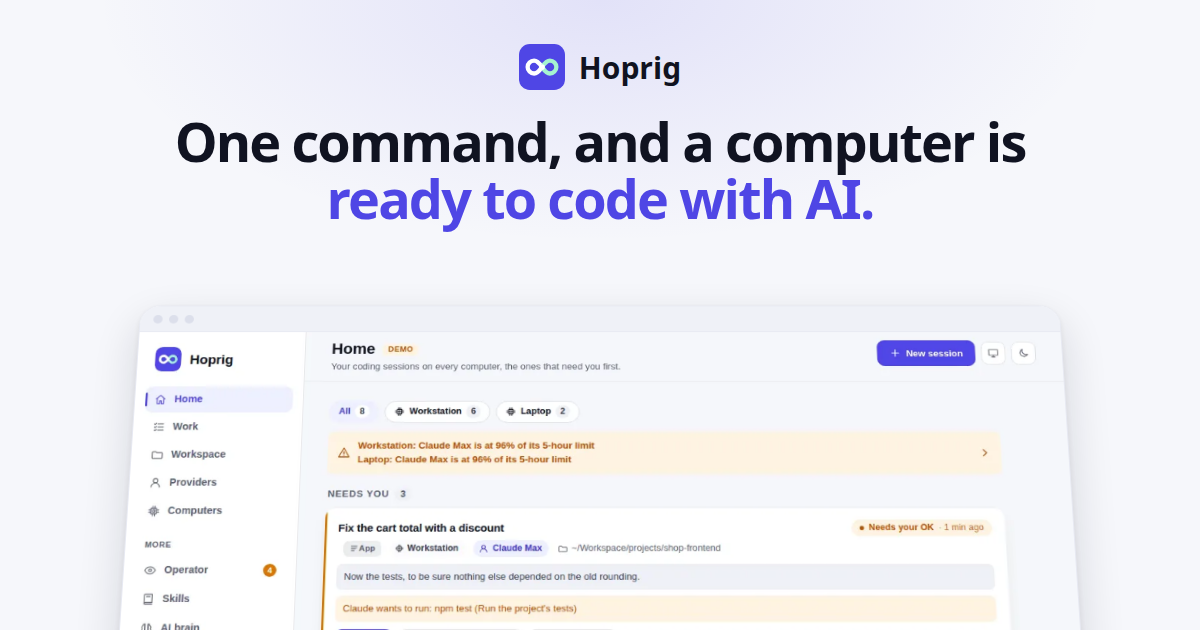 Hoprig
One command, and a computer is
ready to code with AI.
Hoprig
Home
Work
Workspace
Providers
Computers
MORE
Operator 4
Skills
AI brain
Home DEMO
Your coding sessions on every computer, the ones that need you first.
New session
All 8 Workstation 6 Laptop 2
Workstation: Claude Max is at 96% of its 5-hour limit
Laptop: Claude Max is at 96% of its 5-hour limit
NEEDS YOU 3
Fix the cart total with a discount
Needs your OK · 1 min ago
App Workstation Claude Max ~/Workspace/projects/shop-frontend
Now the tests, to be sure nothing else depended on the old rounding.
Claude wants to run: npm test (Run the project's tests)